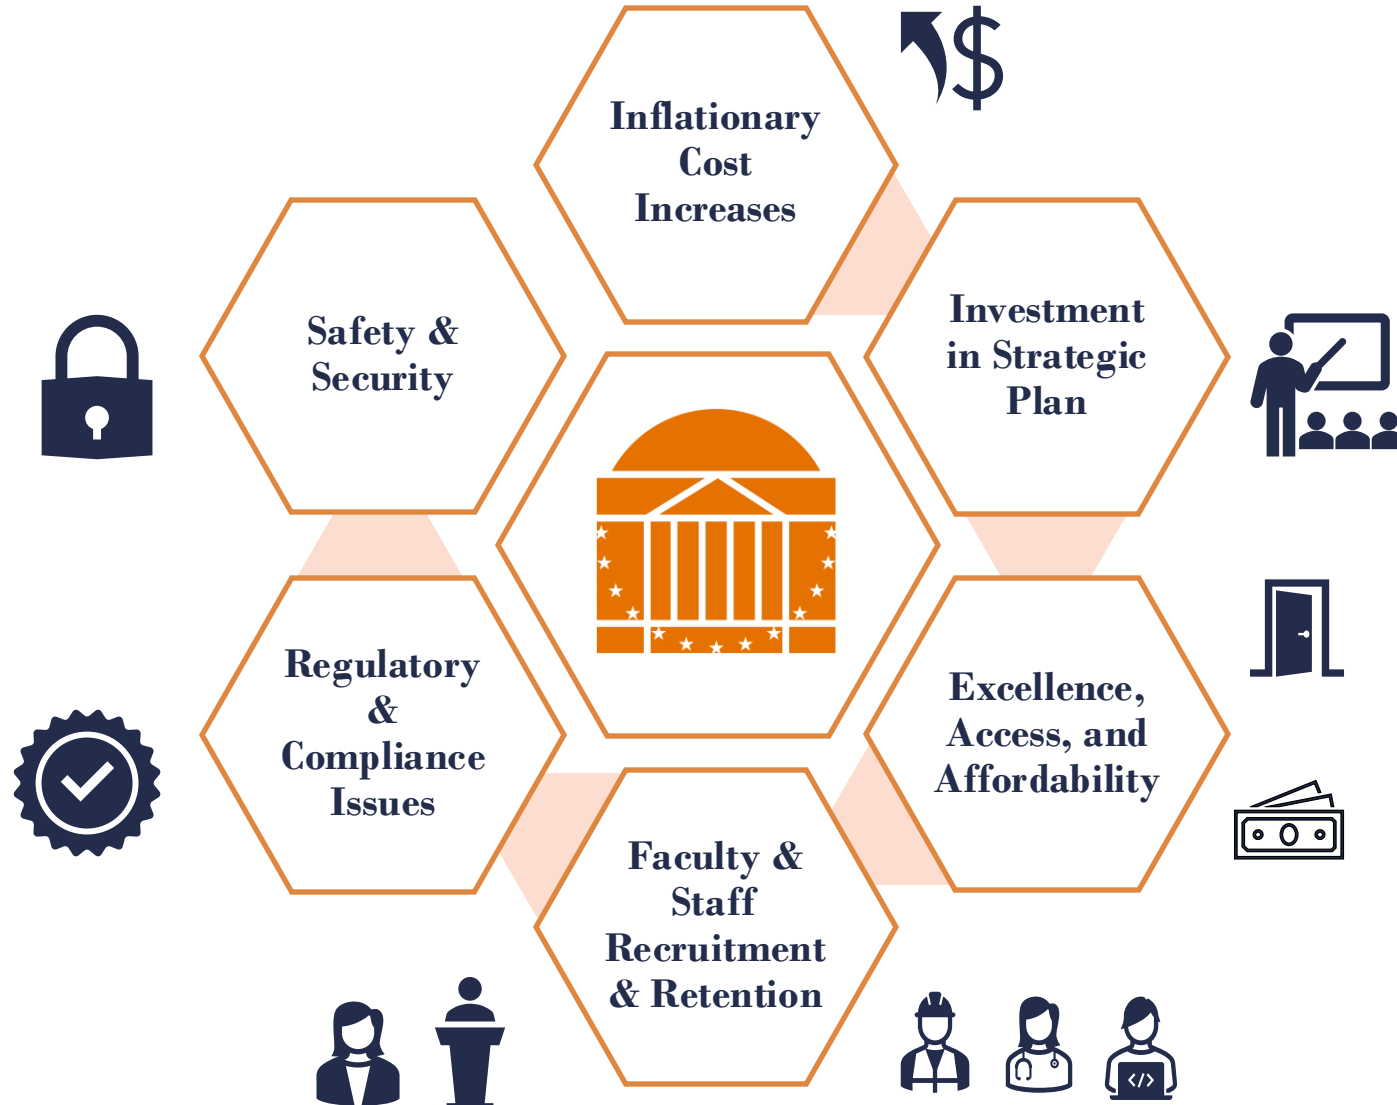 Inflationary
Cost
Increases
$
Investment
in Strategic
Plan
Safety &
Security
Excellence,
Access, and
Affordability
Regulatory
&
Compliance
Issues
Faculty &
Staff
Recruitment
& Retention
</>